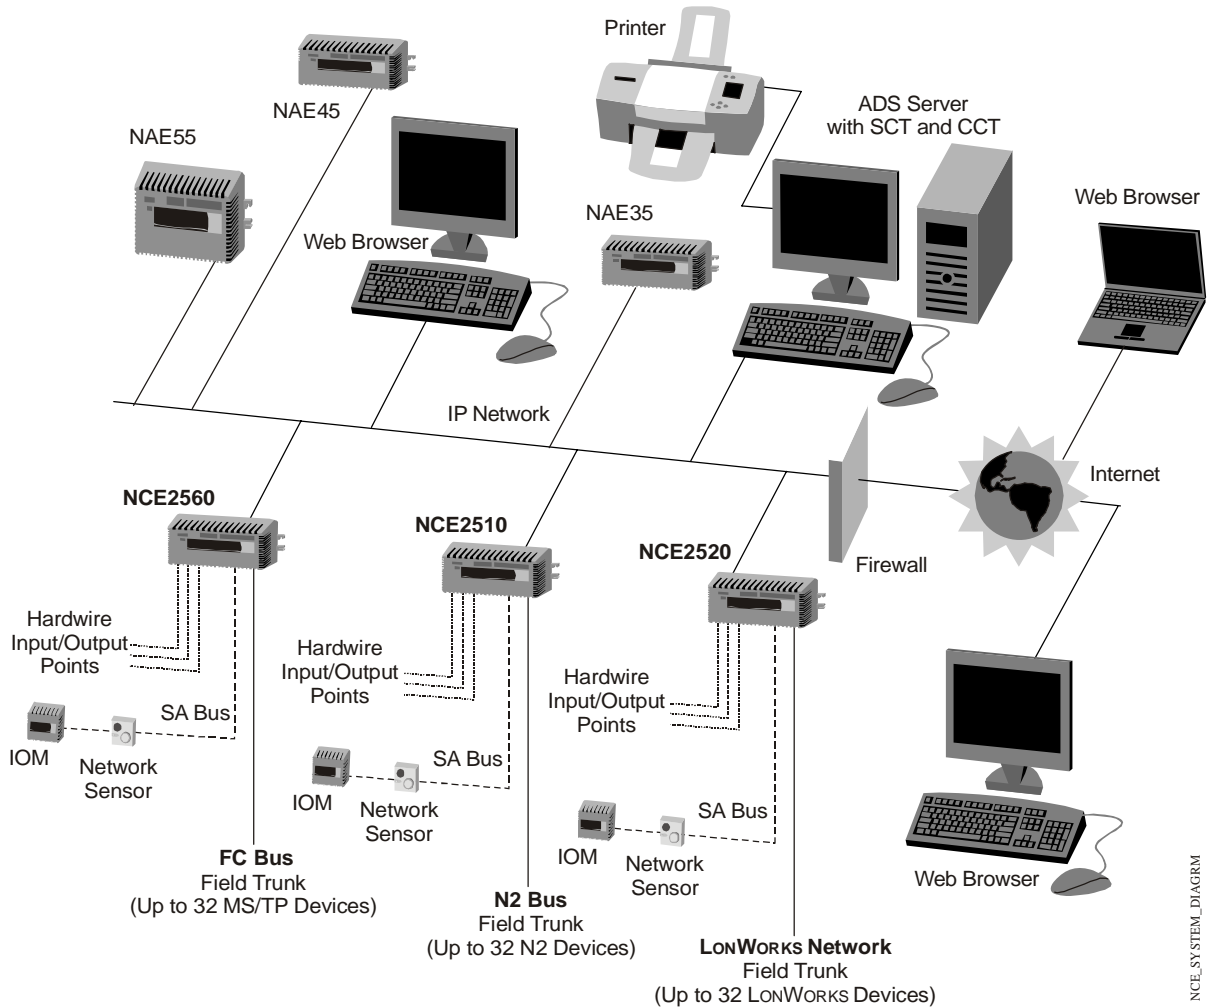 Printer
NAE45
ADS Server
with SCT and CCT
NAE55
Web Browser
NAE35
Web Browser
IP Network
Internet
NCE2560
NCE2510
NCE2520
Firewall
Hardwire
Input/Output
Points
Hardwire
Input/Output
Points
Hardwire
Input/Output
Points
SA Bus
IOM
Network
Sensor
SA Bus
IOM
Network
Sensor
SA Bus
IOM
Network
Sensor
FC Bus
Field Trunk
(Up to 32 MS/TP Devices)
N2 Bus
Field Trunk
(Up to 32 N2 Devices)
LONWORKS Network
Field Trunk
(Up to 32 LONWORKS Devices)
Web Browser
NCE_SYSTEM_DIAGRM